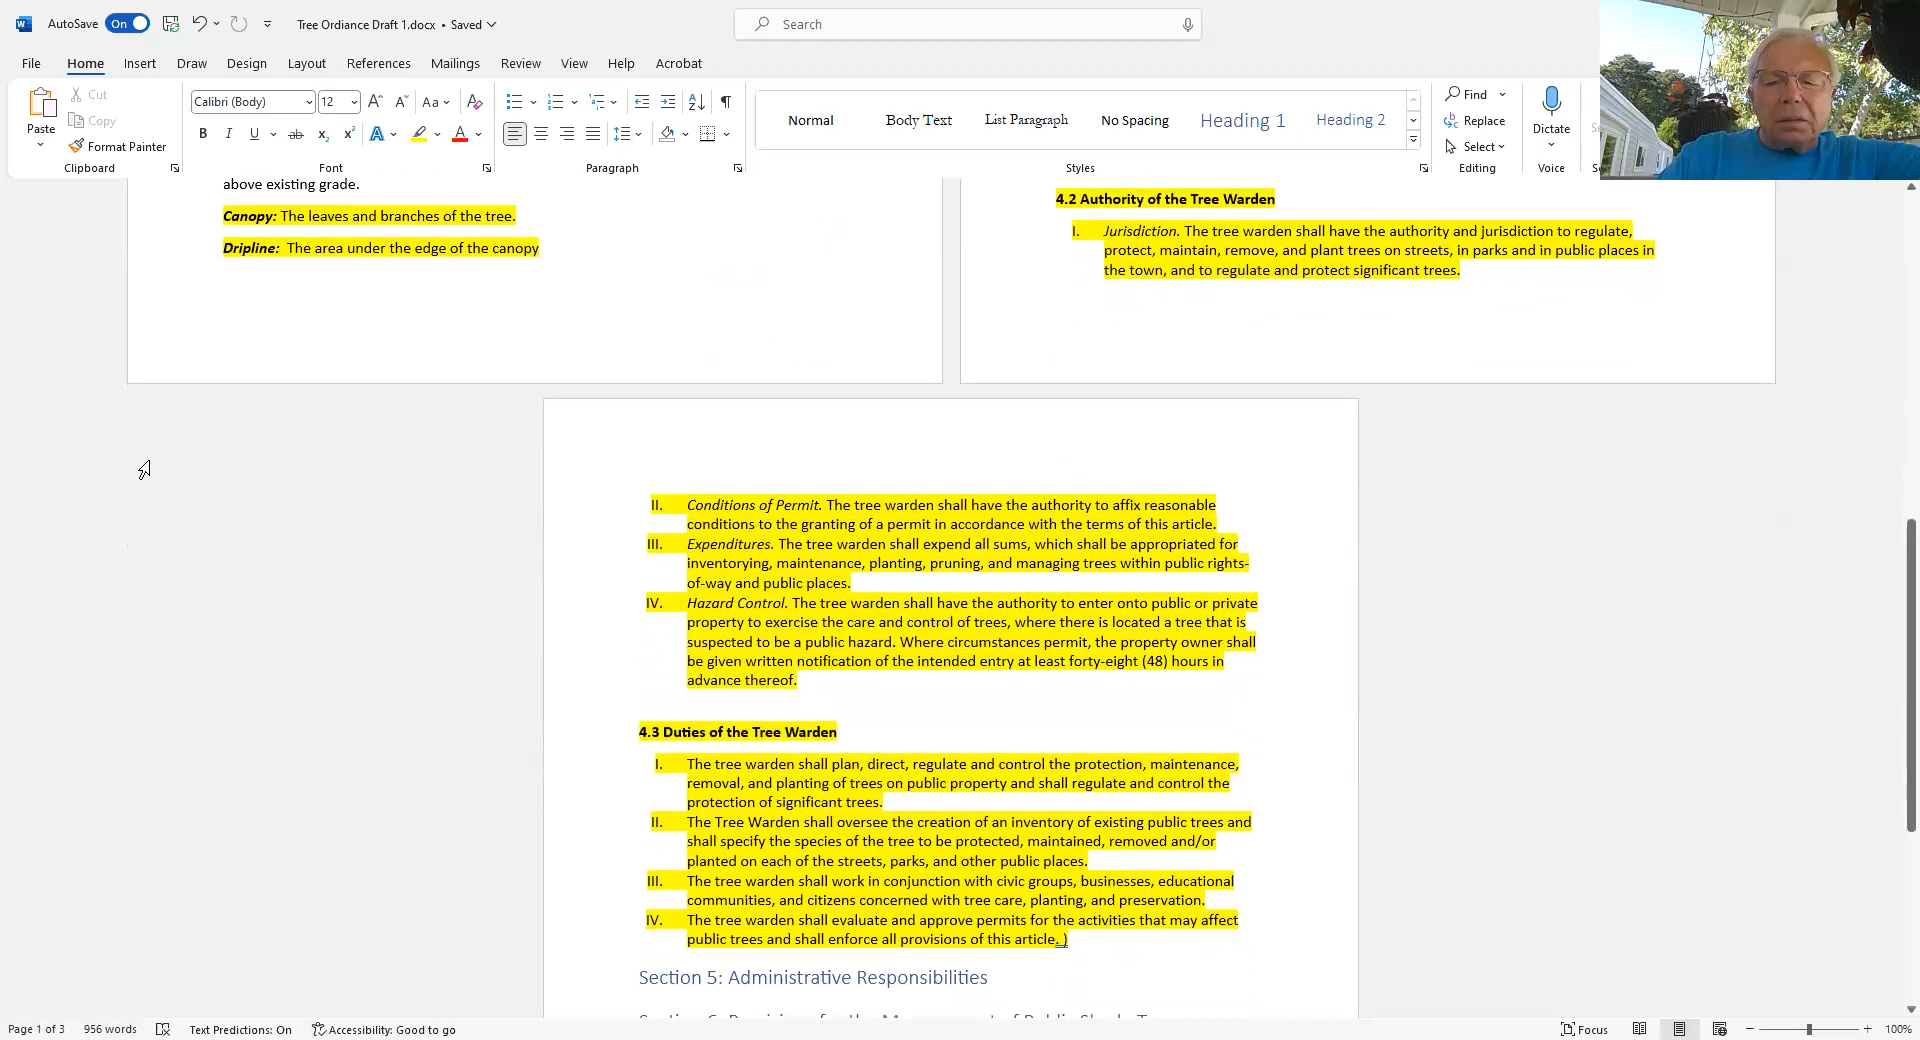 AutoSave On Tree Ordiance Draft 1.docx • Saved Search
File Home Insert Draw Design Layout References Mailings Review View Help Acrobat
Paste
Cut
Copy
Format Painter
Clipboard
Calibri (Body) 12
Font
Paragraph
Normal Body Text List Paragraph No Spacing Heading 1 Heading 2
Styles
Find
Replace
Select
Editing
Dictate
Voice
above existing grade.
Canopy: The leaves and branches of the tree.
Dripline: The area under the edge of the canopy
4.2 Authority of the Tree Warden
I. Jurisdiction. The tree warden shall have the authority and jurisdiction to regulate,
protect, maintain, remove, and plant trees on streets, in parks and in public places in
the town, and to regulate and protect significant trees.
II. Conditions of Permit. The tree warden shall have the authority to affix reasonable
conditions to the granting of a permit in accordance with the terms of this article.
III. Expenditures. The tree warden shall expend all sums, which shall be appropriated for
inventorying, maintenance, planting, pruning, and managing trees within public rights-
of-way and public places.
IV. Hazard Control. The tree warden shall have the authority to enter onto public or private
property to exercise the care and control of trees, where there is located a tree that is
suspected to be a public hazard. Where circumstances permit, the property owner shall
be given written notification of the intended entry at least forty-eight (48) hours in
advance thereof.
4.3 Duties of the Tree Warden
I. The tree warden shall plan, direct, regulate and control the protection, maintenance,
removal, and planting of trees on public property and shall regulate and control the
protection of significant trees.
II. The Tree Warden shall oversee the creation of an inventory of existing public trees and
shall specify the species of the tree to be protected, maintained, removed and/or
planted on each of the streets, parks, and other public places.
III. The tree warden shall work in conjunction with civic groups, businesses, educational
communities, and citizens concerned with tree care, planting, and preservation.
IV. The tree warden shall evaluate and approve permits for the activities that may affect
public trees and shall enforce all provisions of this article. )
Section 5: Administrative Responsibilities
Page 1 of 3 956 words Text Predictions: On Accessibility: Good to go Focus 100%